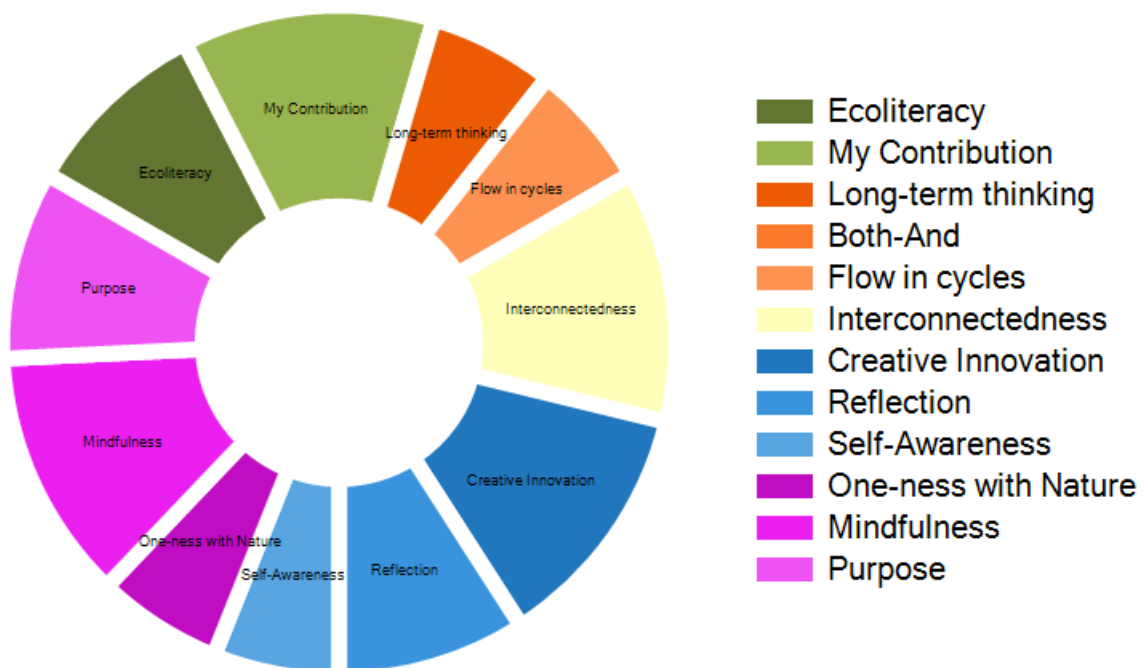 My Contribution
Long-term thinking
Ecoliteracy
Flow in cycles
Purpose
Interconnectedness
Mindfulness
Creative Innovation
One-ness with Nature
Self-Awareness
Reflection
Ecoliteracy
My Contribution
Long-term thinking
Both-And
Flow in cycles
Interconnectedness
Creative Innovation
Reflection
Self-Awareness
One-ness with Nature
Mindfulness
Purpose